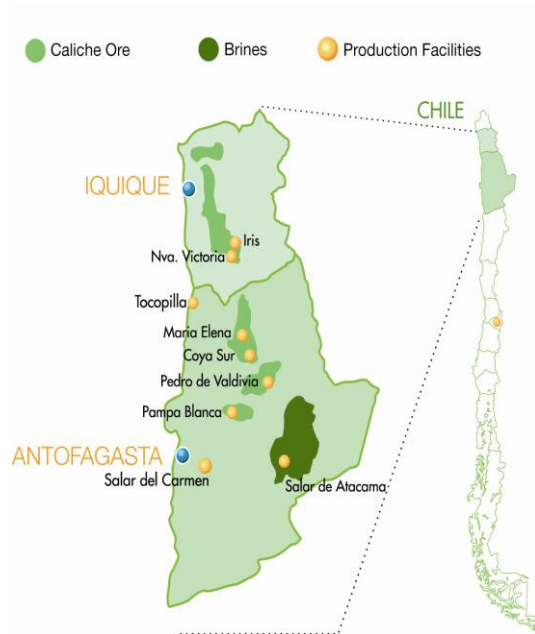 Caliche Ore
Brines
Production Facilities
CHILE
IQUIQUE
Iris
Nva. Victoria
Tocopilla
Maria Elena
Coya Sur
Pedro de Valdivia
Pampa Blanca
ANTOFAGASTA
Salar del Carmen
Salar de Atacama